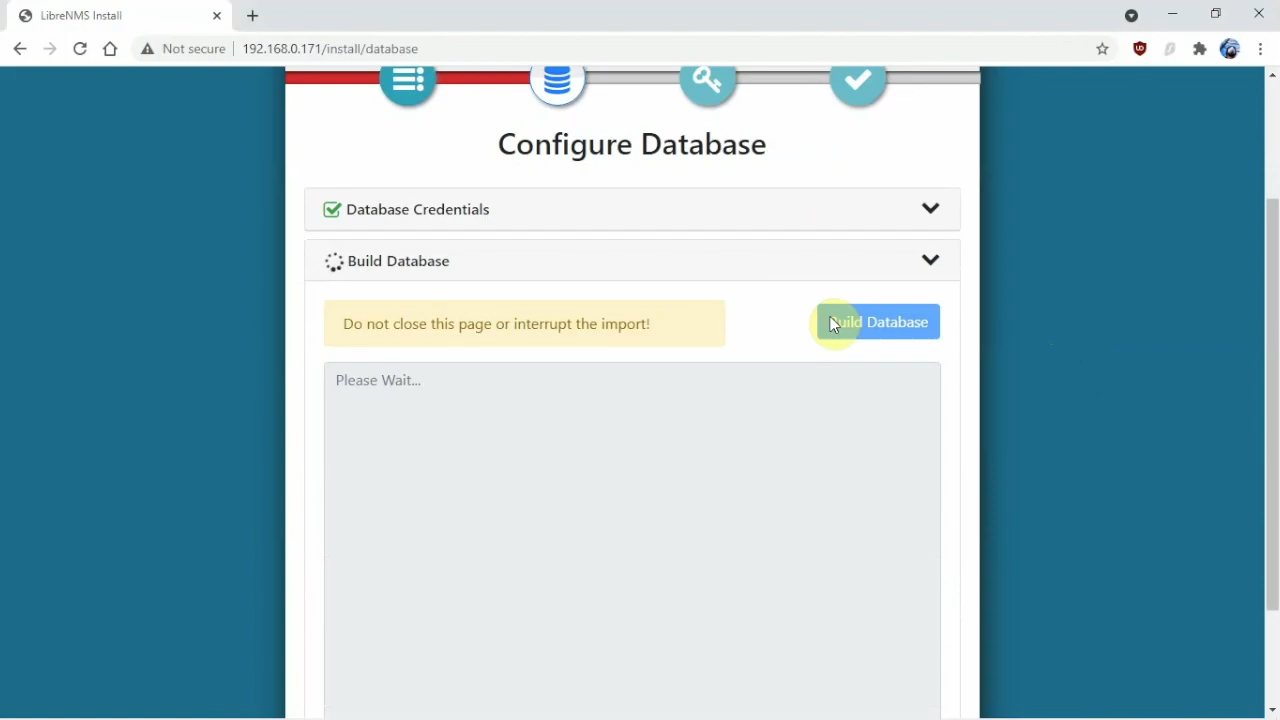 LibreNMS Install
Not secure
192.168.0.171/install/database
Configure Database
Database Credentials
Build Database
Do not close this page or interrupt the import!
Build Database
Please Wait...